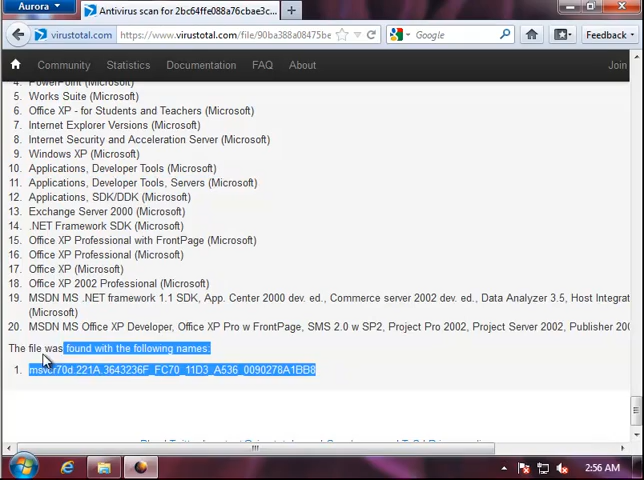 Aurora
Antivirus scan for 2bc64ffe088a76cbae3c...
virustotal.com
https://www.virustotal.com/file/90ba388a08475be
Google
Feedback
Community Statistics Documentation FAQ About Join
4. PowerPoint (Microsoft)
5. Works Suite (Microsoft)
6. Office XP - for Students and Teachers (Microsoft)
7. Internet Explorer Versions (Microsoft)
8. Internet Security and Acceleration Server (Microsoft)
9. Windows XP (Microsoft)
10. Applications, Developer Tools (Microsoft)
11. Applications, Developer Tools, Servers (Microsoft)
12. Applications, SDK/DDK (Microsoft)
13. Exchange Server 2000 (Microsoft)
14. .NET Framework SDK (Microsoft)
15. Office XP Professional with FrontPage (Microsoft)
16. Office XP Professional (Microsoft)
17. Office XP (Microsoft)
18. Office XP 2002 Professional (Microsoft)
19. MSDN MS .NET framework 1.1 SDK, App. Center 2000 dev. ed., Commerce server 2002 dev. ed., Data Analyzer 3.5, Host Integrat
(Microsoft)
20. MSDN MS Office XP Developer, Office XP Pro w FrontPage, SMS 2.0 w SP2, Project Pro 2002, Project Server 2002, Publisher 200
The file was found with the following names:
1. msvcr70d.221A.3643236F_FC70_11D3_A536_0090278A1BB8
2:56 AM